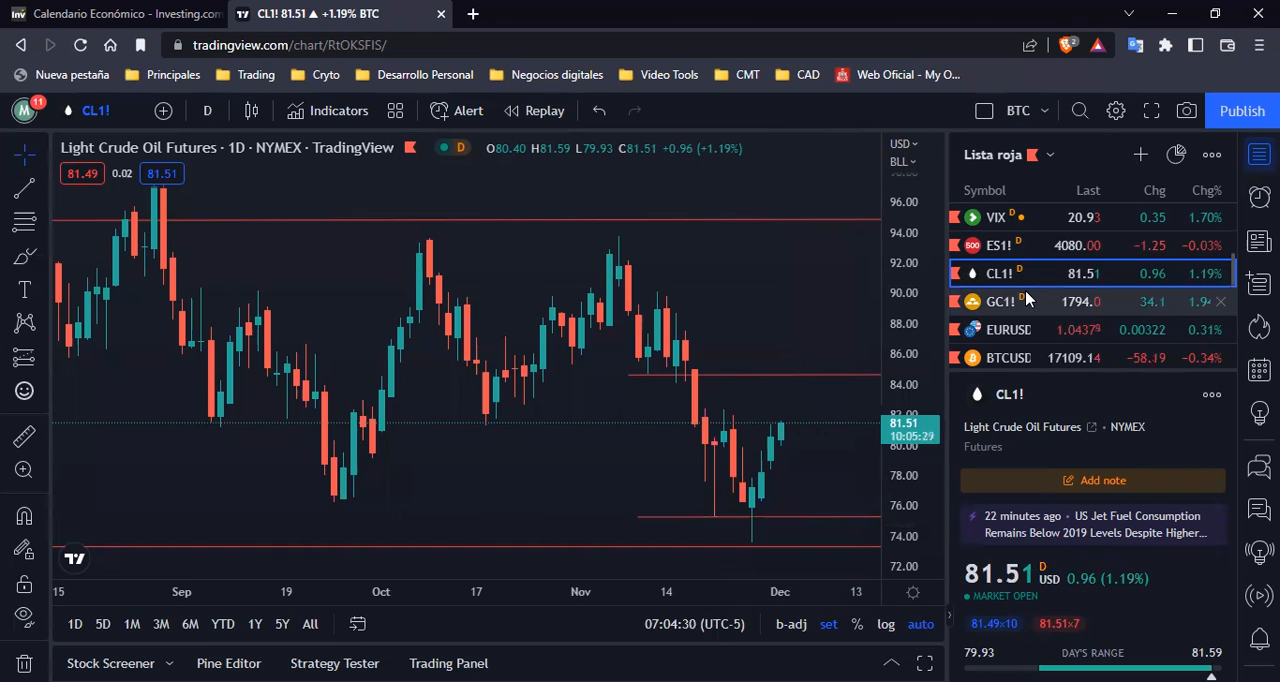 Calendario Económico - Investing.com
CL1! 81.51 ▲ +1.19% BTC
tradingview.com/chart/RtOKSFIS/
2
Nueva pestaña Principales Trading Cryto Desarrollo Personal Negocios digitales Video Tools CMT CAD Web Oficial - My O...
M 11 CL1! D Indicators Alert Replay BTC Publish
Light Crude Oil Futures · 1D · NYMEX · TradingView D O80.40 H81.59 L79.93 C81.51 +0.96 (+1.19%)
81.49 0.02 81.51
USD
BLL
96.00
94.00
92.00
90.00
88.00
86.00
84.00
82.00
81.51
10:05:29
80.00
78.00
76.00
74.00
72.00
15 Sep 19 Oct 17 Nov 14 Dec 13
1D 5D 1M 3M 6M YTD 1Y 5Y All 07:04:30 (UTC-5) b-adj set % log auto
Stock Screener Pine Editor Strategy Tester Trading Panel
Lista roja
Symbol Last Chg Chg%
VIX D 20.93 0.35 1.70%
500 ES1! D 4080.00 −1.25 −0.03%
CL1! D 81.51 0.96 1.19%
GC1! D 1794.0 34.1
EURUSD 1.04379 0.00322 0.31%
BTCUSD 17109.14 −58.19 −0.34%
CL1!
Light Crude Oil Futures • NYMEX
Futures
Add note
22 minutes ago • US Jet Fuel Consumption
Remains Below 2019 Levels Despite Higher...
81.51 D USD 0.96 (1.19%)
MARKET OPEN
81.49×10 81.51×7
79.93 DAY'S RANGE 81.59